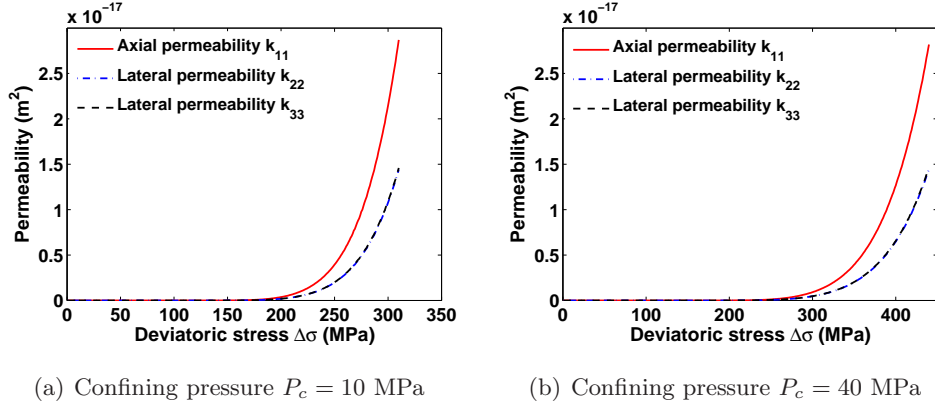 x 10⁻¹⁷
Axial permeability k₁₁
Lateral permeability k₂₂
Lateral permeability k₃₃
Permeability (m²)
2.5
2
1.5
1
0.5
0
0 50 100 150 200 250 300 350
Deviatoric stress Δσ (MPa)
(a) Confining pressure P_c = 10 MPa
x 10⁻¹⁷
Axial permeability k₁₁
Lateral permeability k₂₂
Lateral permeability k₃₃
Permeability (m²)
2.5
2
1.5
1
0.5
0
0 100 200 300 400
Deviatoric stress Δσ (MPa)
(b) Confining pressure P_c = 40 MPa